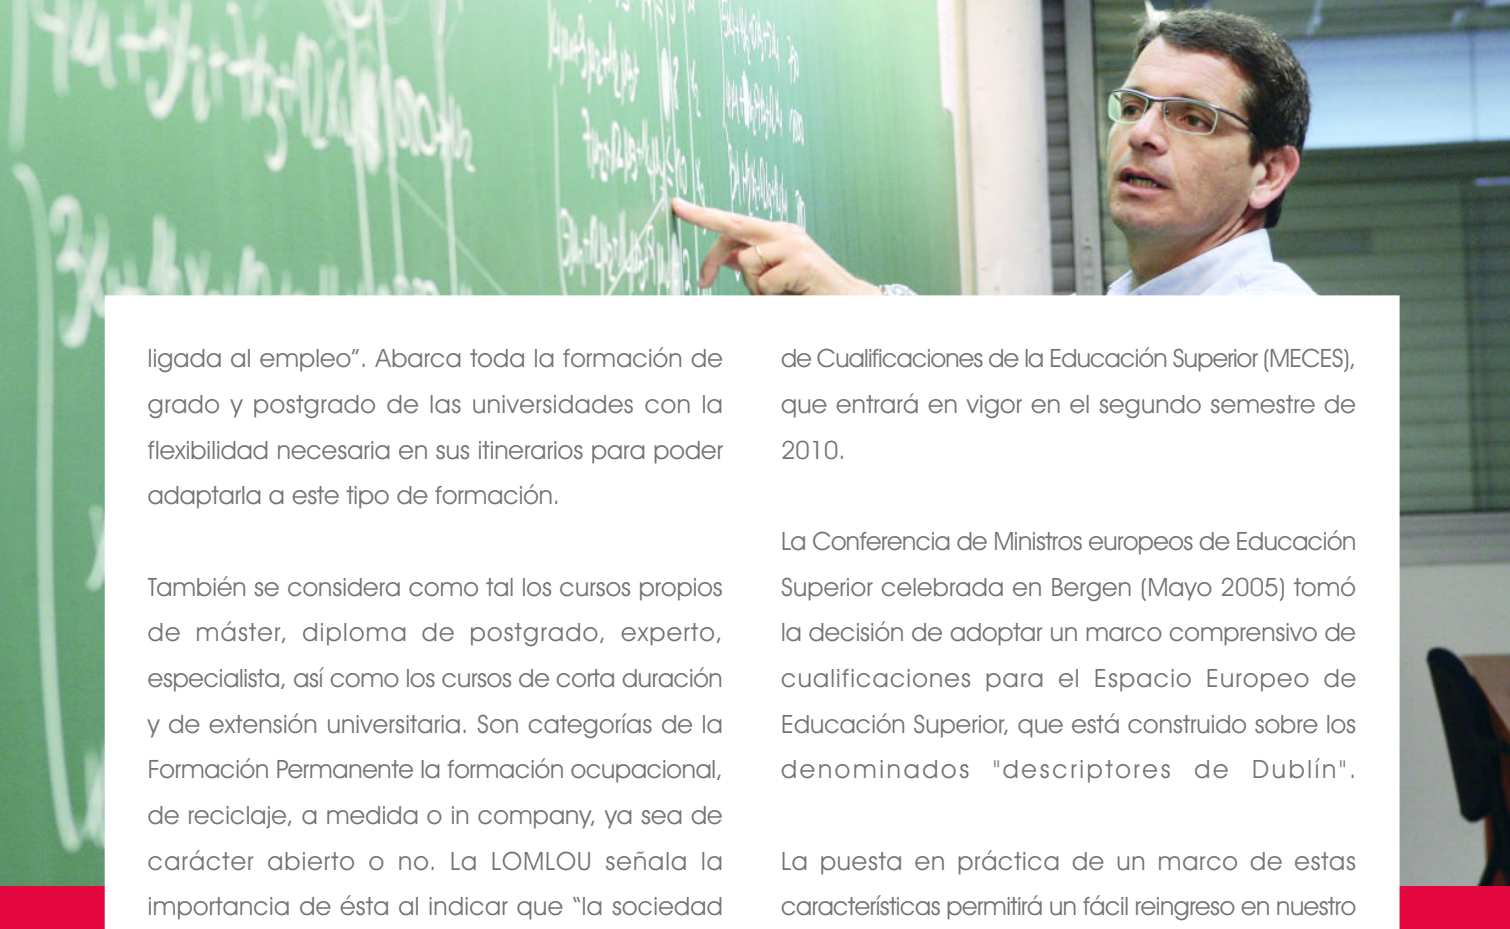 ligada al empleo”. Abarca toda la formación de
grado y postgrado de las universidades con la
flexibilidad necesaria en sus itinerarios para poder
adaptarla a este tipo de formación.
También se considera como tal los cursos propios
de máster, diploma de postgrado, experto,
especialista, así como los cursos de corta duración
y de extensión universitaria. Son categorías de la
Formación Permanente la formación ocupacional,
de reciclaje, a medida o in company, ya sea de
carácter abierto o no. La LOMLOU señala la
importancia de ésta al indicar que “la sociedad
de Cualificaciones de la Educación Superior (MECES),
que entrará en vigor en el segundo semestre de
2010.
La Conferencia de Ministros europeos de Educación
Superior celebrada en Bergen (Mayo 2005) tomó
la decisión de adoptar un marco comprensivo de
cualificaciones para el Espacio Europeo de
Educación Superior, que está construido sobre los
denominados "descriptores de Dublín".
La puesta en práctica de un marco de estas
características permitirá un fácil reingreso en nuestro